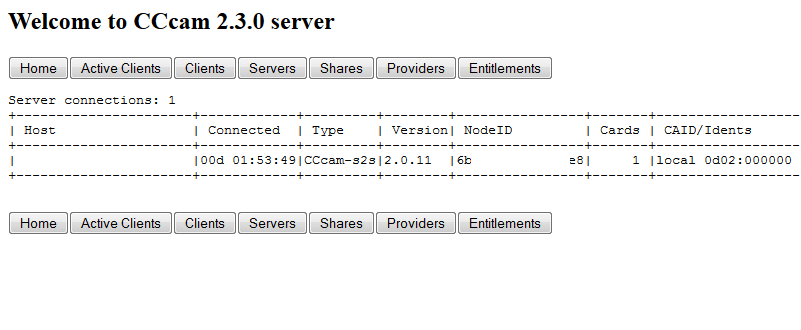 Welcome to CCcam 2.3.0 server
Home Active Clients Clients Servers Shares Providers Entitlements
Server connections: 1
+----------------------+------------+---------+--------+----------------+-------+------------------
| Host | Connected | Type | Version| NodeID | Cards | CAID/Idents
+----------------------+------------+---------+--------+----------------+-------+------------------
| |00d 01:53:49|CCcam-s2s|2.0.11 |6b e8| 1 |local 0d02:000000
+----------------------+------------+---------+--------+----------------+-------+------------------
Home Active Clients Clients Servers Shares Providers Entitlements